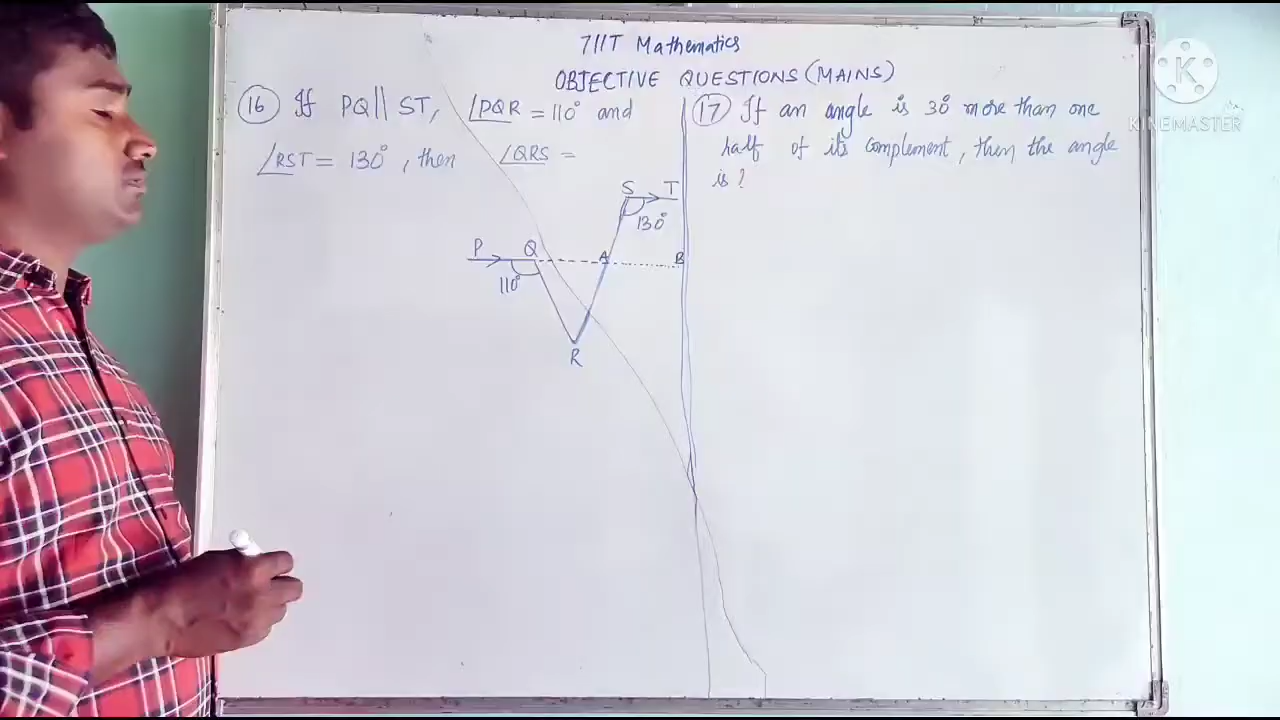 7IIT Mathematics
OBJECTIVE QUESTIONS (MAINS)
16 If PQ || ST, ∠PQR = 110° and
∠RST = 130°, then ∠QRS =
S T
130°
P Q A B
110°
R
17 If an angle is 30° more than one
half of its complement, then the angle
is ?
K
KINEMASTER